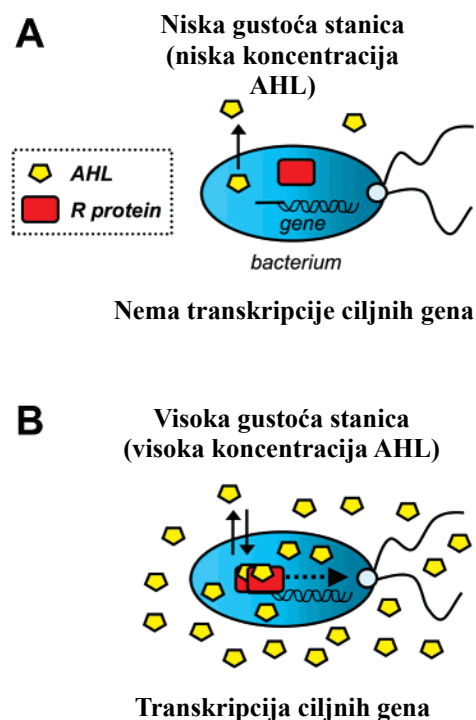 A
Niska gustoća stanica
(niska koncentracija
AHL)
AHL
R protein
gene
bacterium
Nema transkripcije ciljnih gena
B
Visoka gustoća stanica
(visoka koncentracija AHL)
Transkripcija ciljnih gena